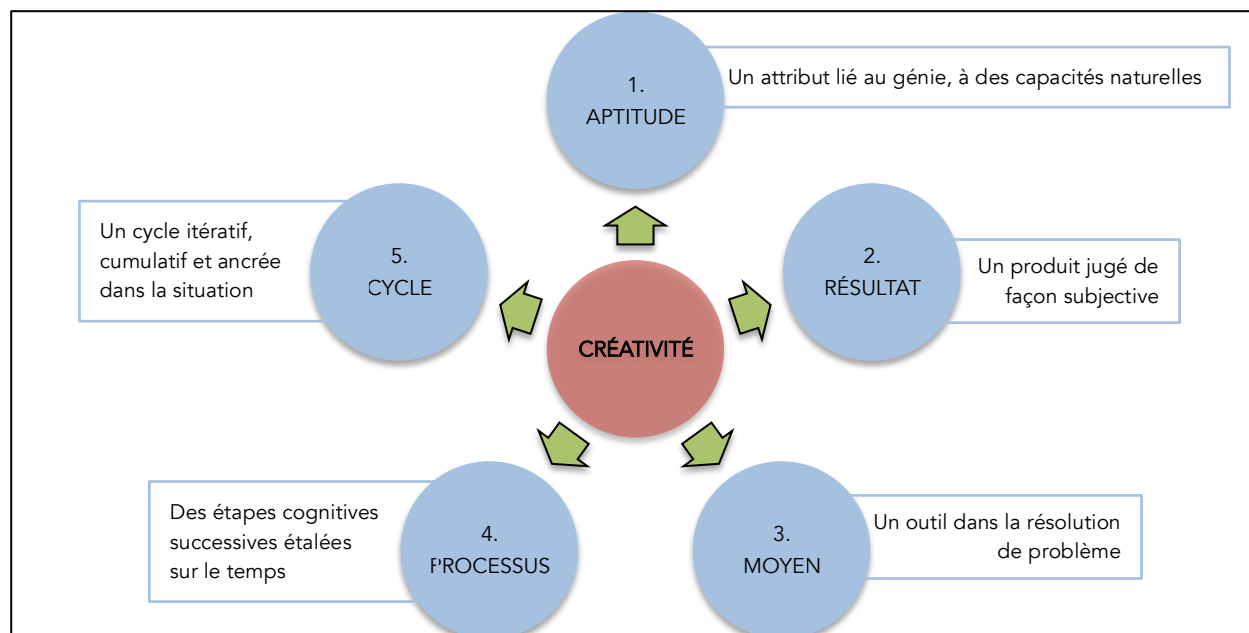 1.
APTITUDE
Un attribut lié au génie, à des capacités naturelles
2.
RÉSULTAT
Un produit jugé de
façon subjective
3.
MOYEN
Un outil dans la résolution
de problème
4.
PROCESSUS
Des étapes cognitives
successives étalées
sur le temps
5.
CYCLE
Un cycle itératif,
cumulatif et ancrée
dans la situation
CRÉATIVITÉ